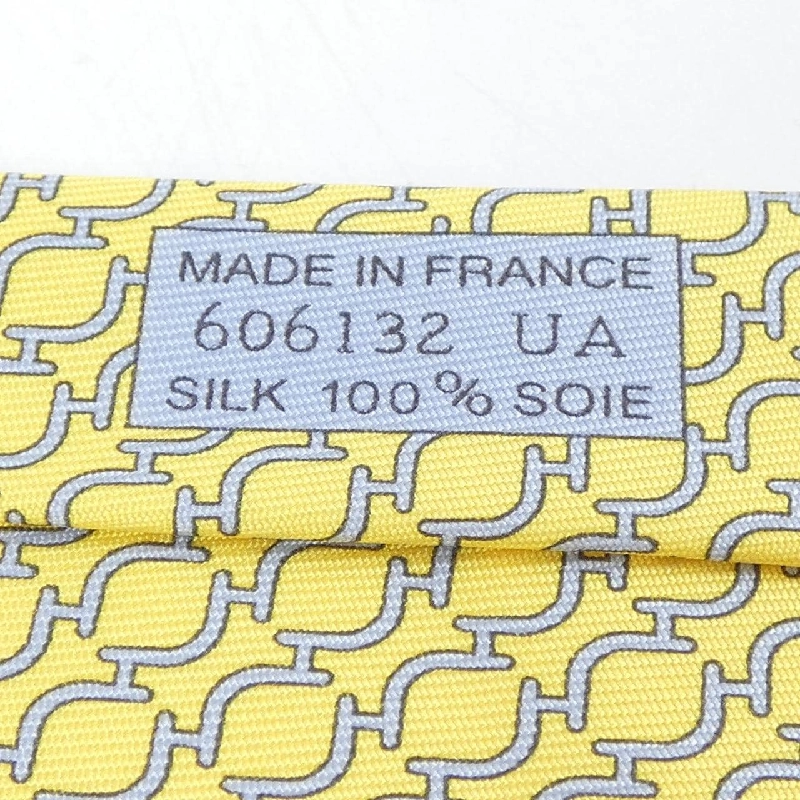 MADE IN FRANCE
606132 UA
SILK 100% SOIE